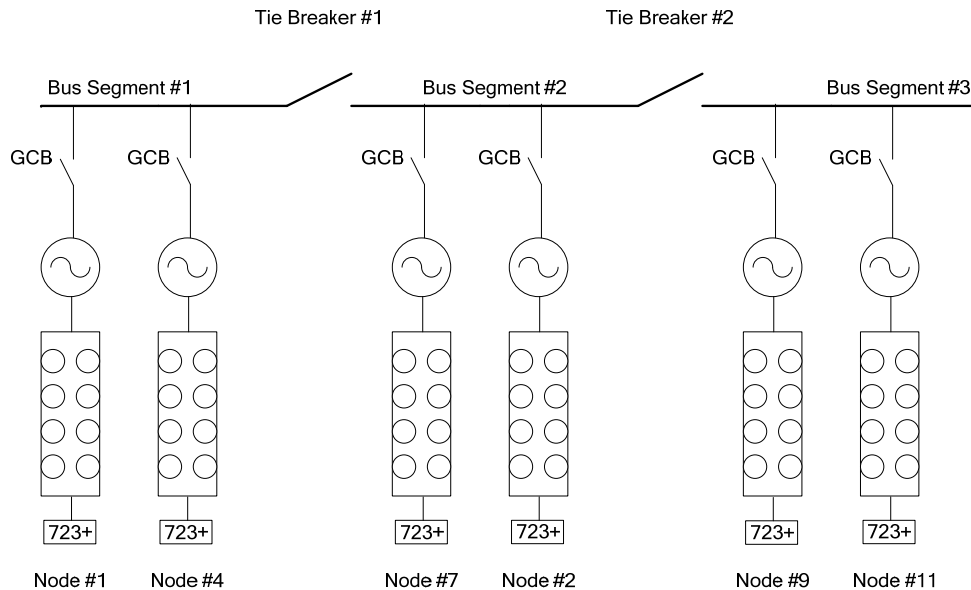 Tie Breaker #1 Tie Breaker #2
Bus Segment #1 Bus Segment #2 Bus Segment #3
GCB GCB GCB GCB GCB GCB
723+ 723+ 723+ 723+ 723+ 723+
Node #1 Node #4 Node #7 Node #2 Node #9 Node #11